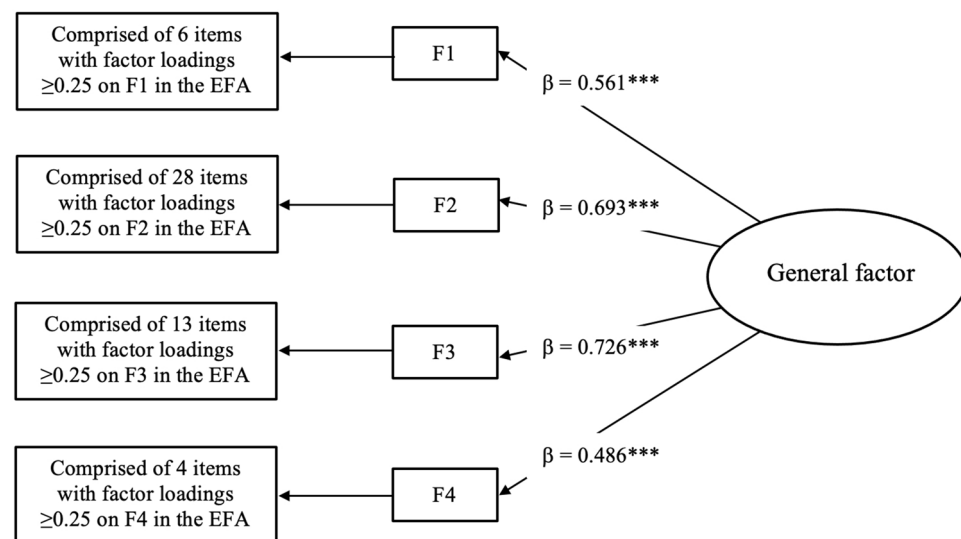 Comprised of 6 items
with factor loadings
≥0.25 on F1 in the EFA
F1
β = 0.561***
Comprised of 28 items
with factor loadings
≥0.25 on F2 in the EFA
F2
β = 0.693***
General factor
Comprised of 13 items
with factor loadings
≥0.25 on F3 in the EFA
F3
β = 0.726***
Comprised of 4 items
with factor loadings
≥0.25 on F4 in the EFA
F4
β = 0.486***